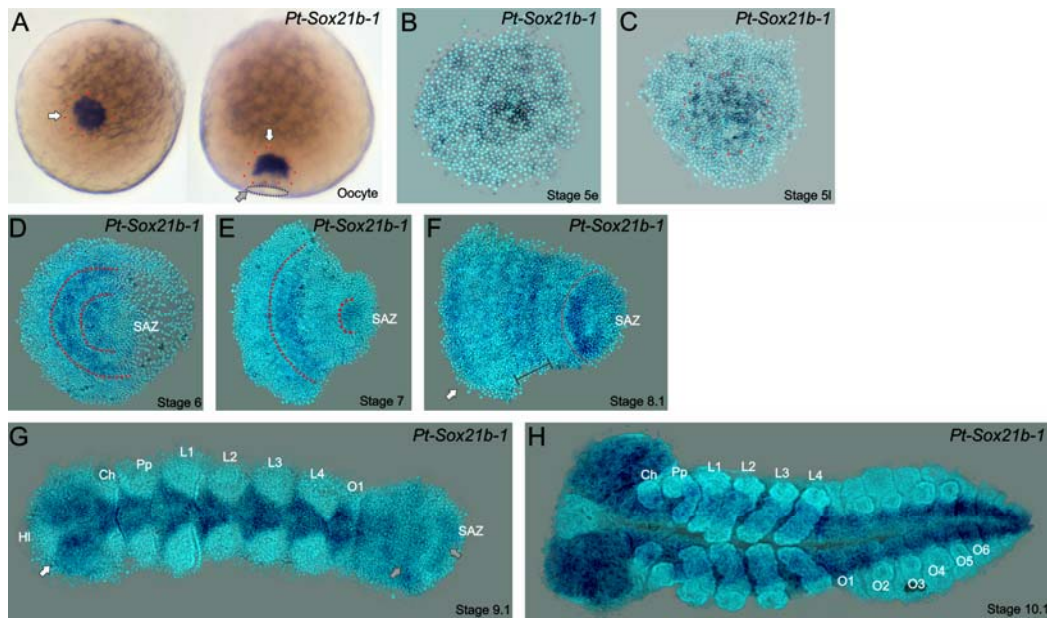 A
Pt-Sox21b-1
Oocyte
B
Pt-Sox21b-1
Stage 5e
C
Pt-Sox21b-1
Stage 5l
D
Pt-Sox21b-1
SAZ
Stage 6
E
Pt-Sox21b-1
SAZ
Stage 7
F
Pt-Sox21b-1
SAZ
Stage 8.1
G
Pt-Sox21b-1
Ch Pp L1 L2 L3 L4 O1
Hl
SAZ
Stage 9.1
H
Pt-Sox21b-1
Ch Pp L1 L2 L3 L4
O1 O2 O3 O4 O5 O6
Stage 10.1